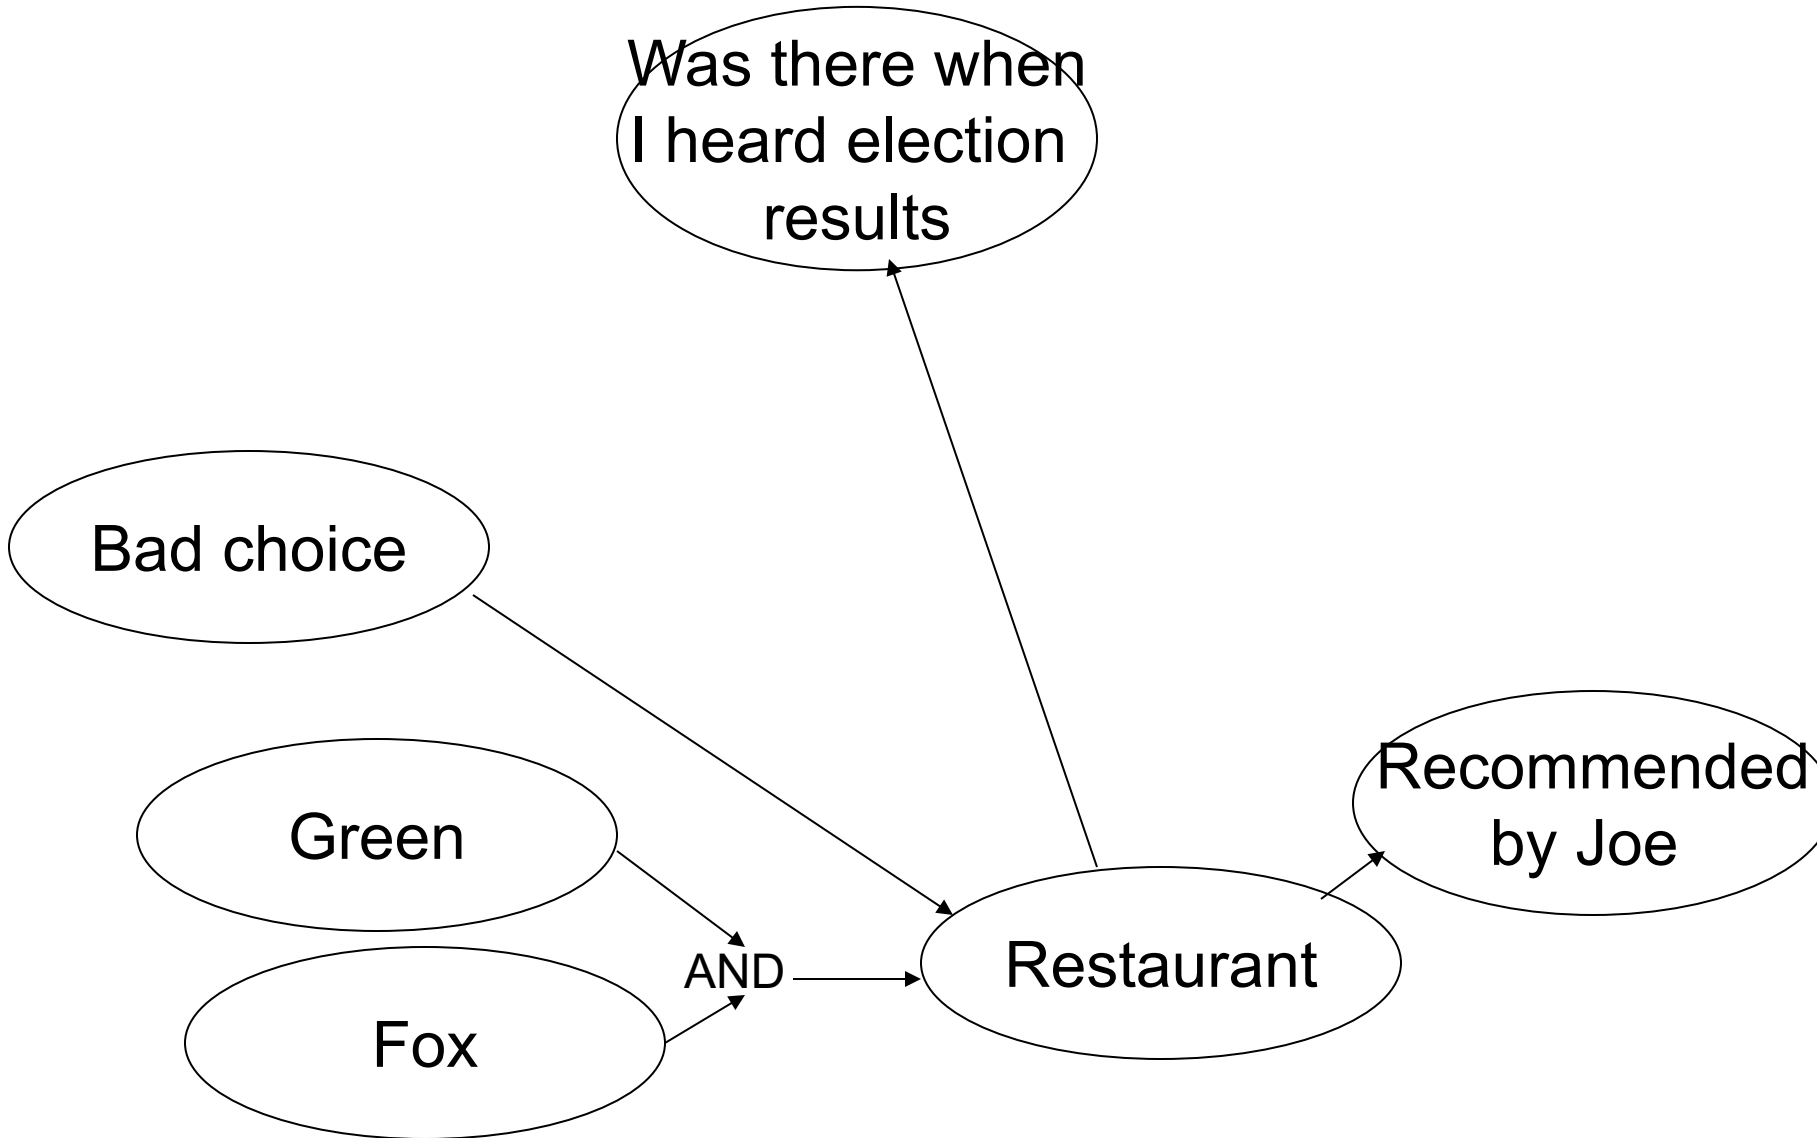 Was there when
I heard election
results
Bad choice
Green
Recommended
by Joe
AND
Restaurant
Fox